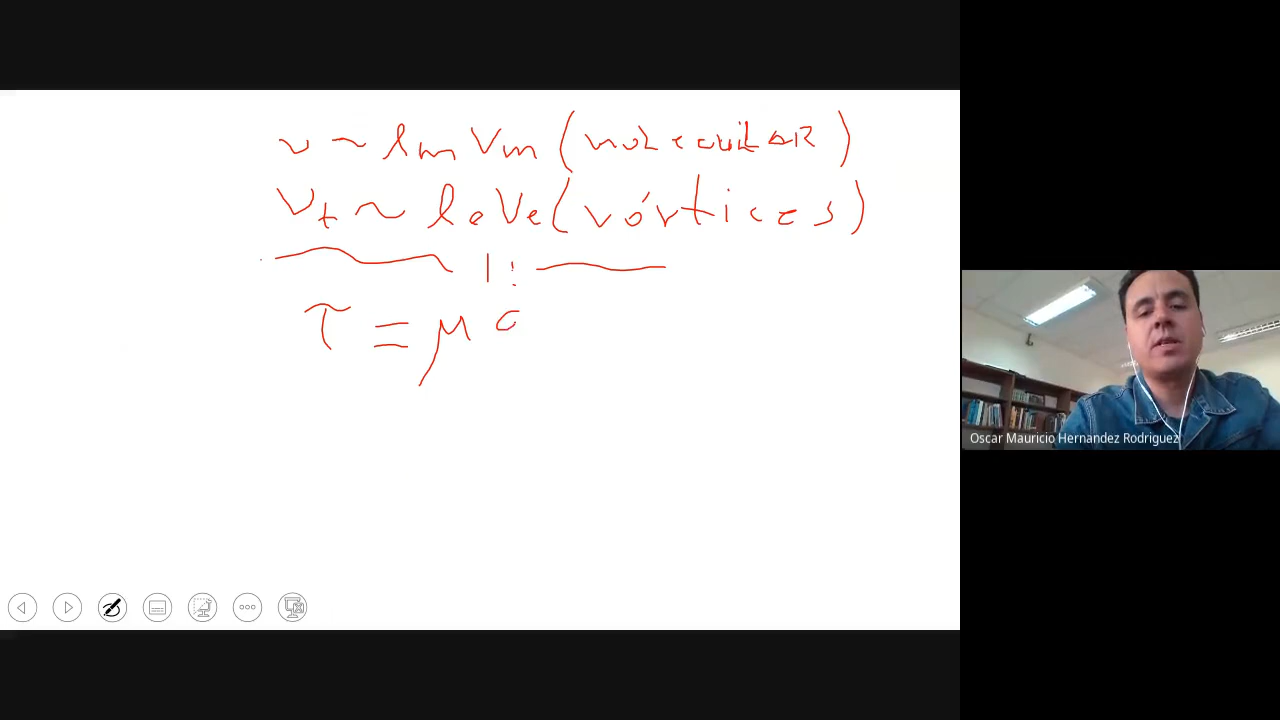 ν ~ lm Vm (molecular)
νt ~ le Ve (vórtices)
τ = μ
Oscar Mauricio Hernandez Rodriguez